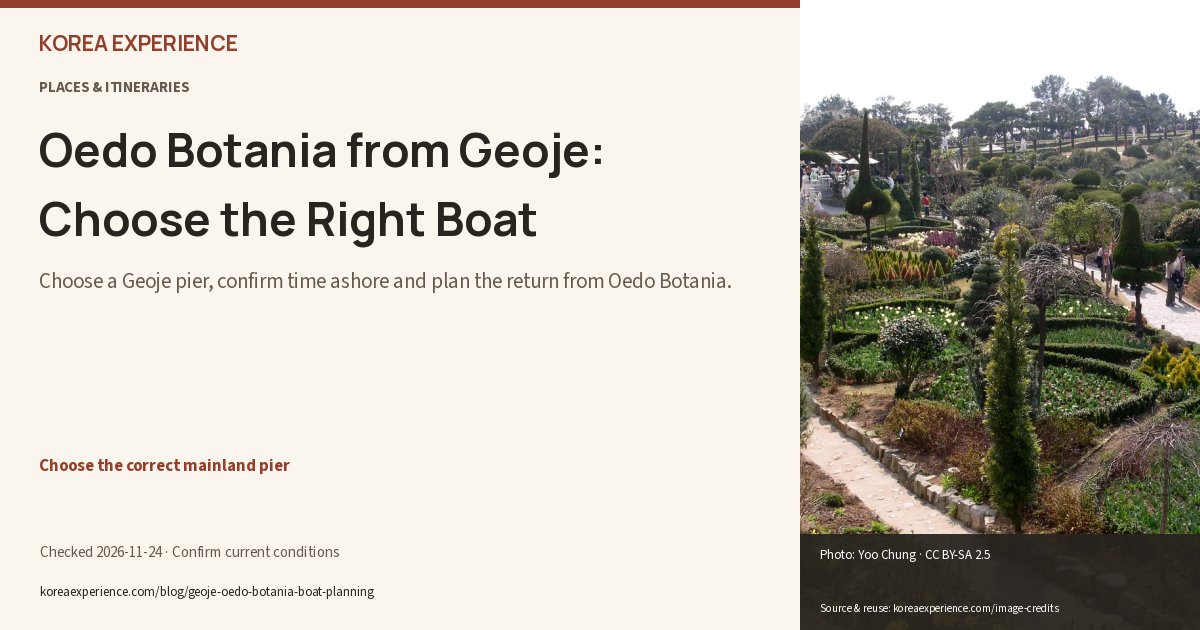 KOREA EXPERIENCE
PLACES & ITINERARIES
Oedo Botania from Geoje:
Choose the Right Boat
Choose a Geoje pier, confirm time ashore and plan the return from Oedo Botania.
Choose the correct mainland pier
Checked 2026-11-24 · Confirm current conditions
koreaexperience.com/blog/geoje-oedo-botania-boat-planning
Photo: Yoo Chung · CC BY-SA 2.5
Source & reuse: koreaexperience.com/image-credits